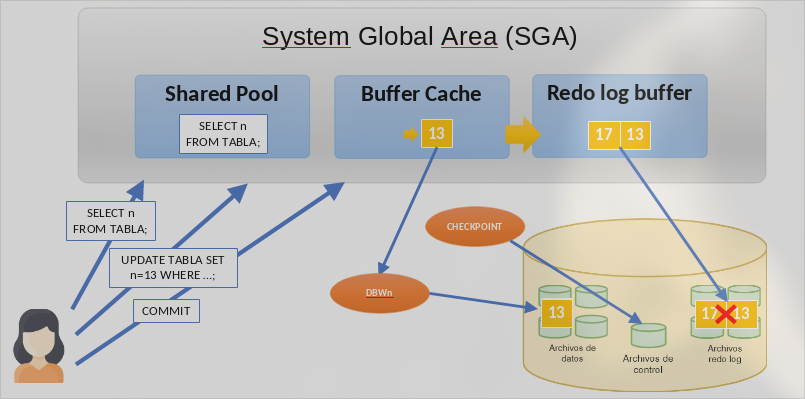 System Global Area (SGA)
Shared Pool
Buffer Cache
Redo log buffer
SELECT n
FROM TABLA;
13
17 13
SELECT n
FROM TABLA;
UPDATE TABLA SET
n=13 WHERE ...;
COMMIT
CHECKPOINT
DBWn
13
17 13
Archivos de
datos
Archivos de
control
Archivos
redo log